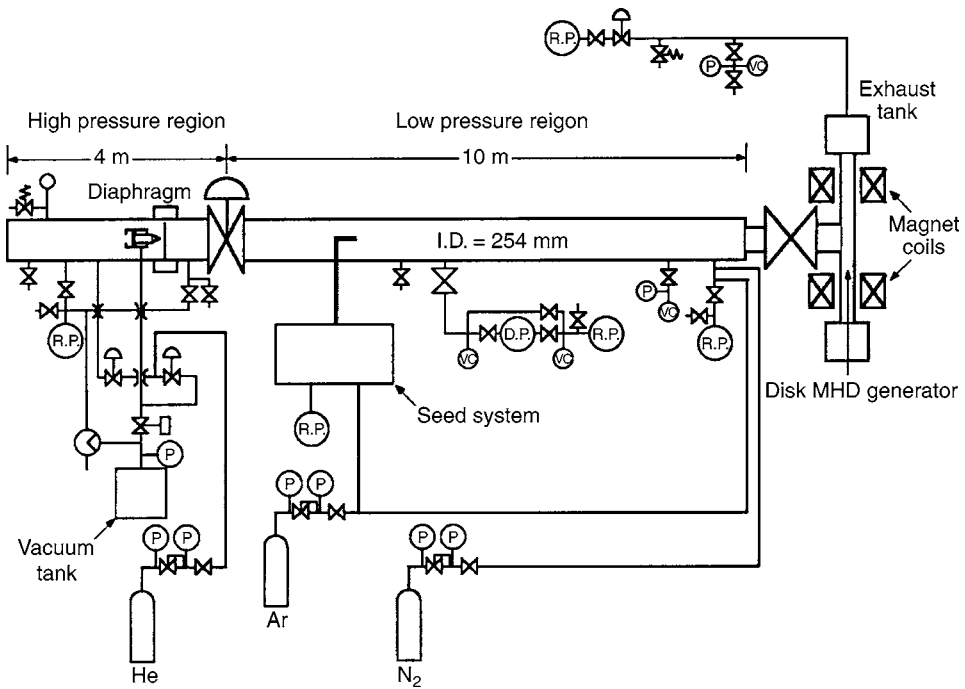 R.P.
P
VC
Exhaust
tank
High pressure region
Low pressure reigon
4 m
10 m
Diaphragm
I.D. = 254 mm
Magnet
coils
P
VC
R.P.
D.P.
R.P.
R.P.
VC
VC
Disk MHD generator
Seed system
R.P.
P
P
P
Vacuum
tank
P
P
P
P
Ar
He
N2